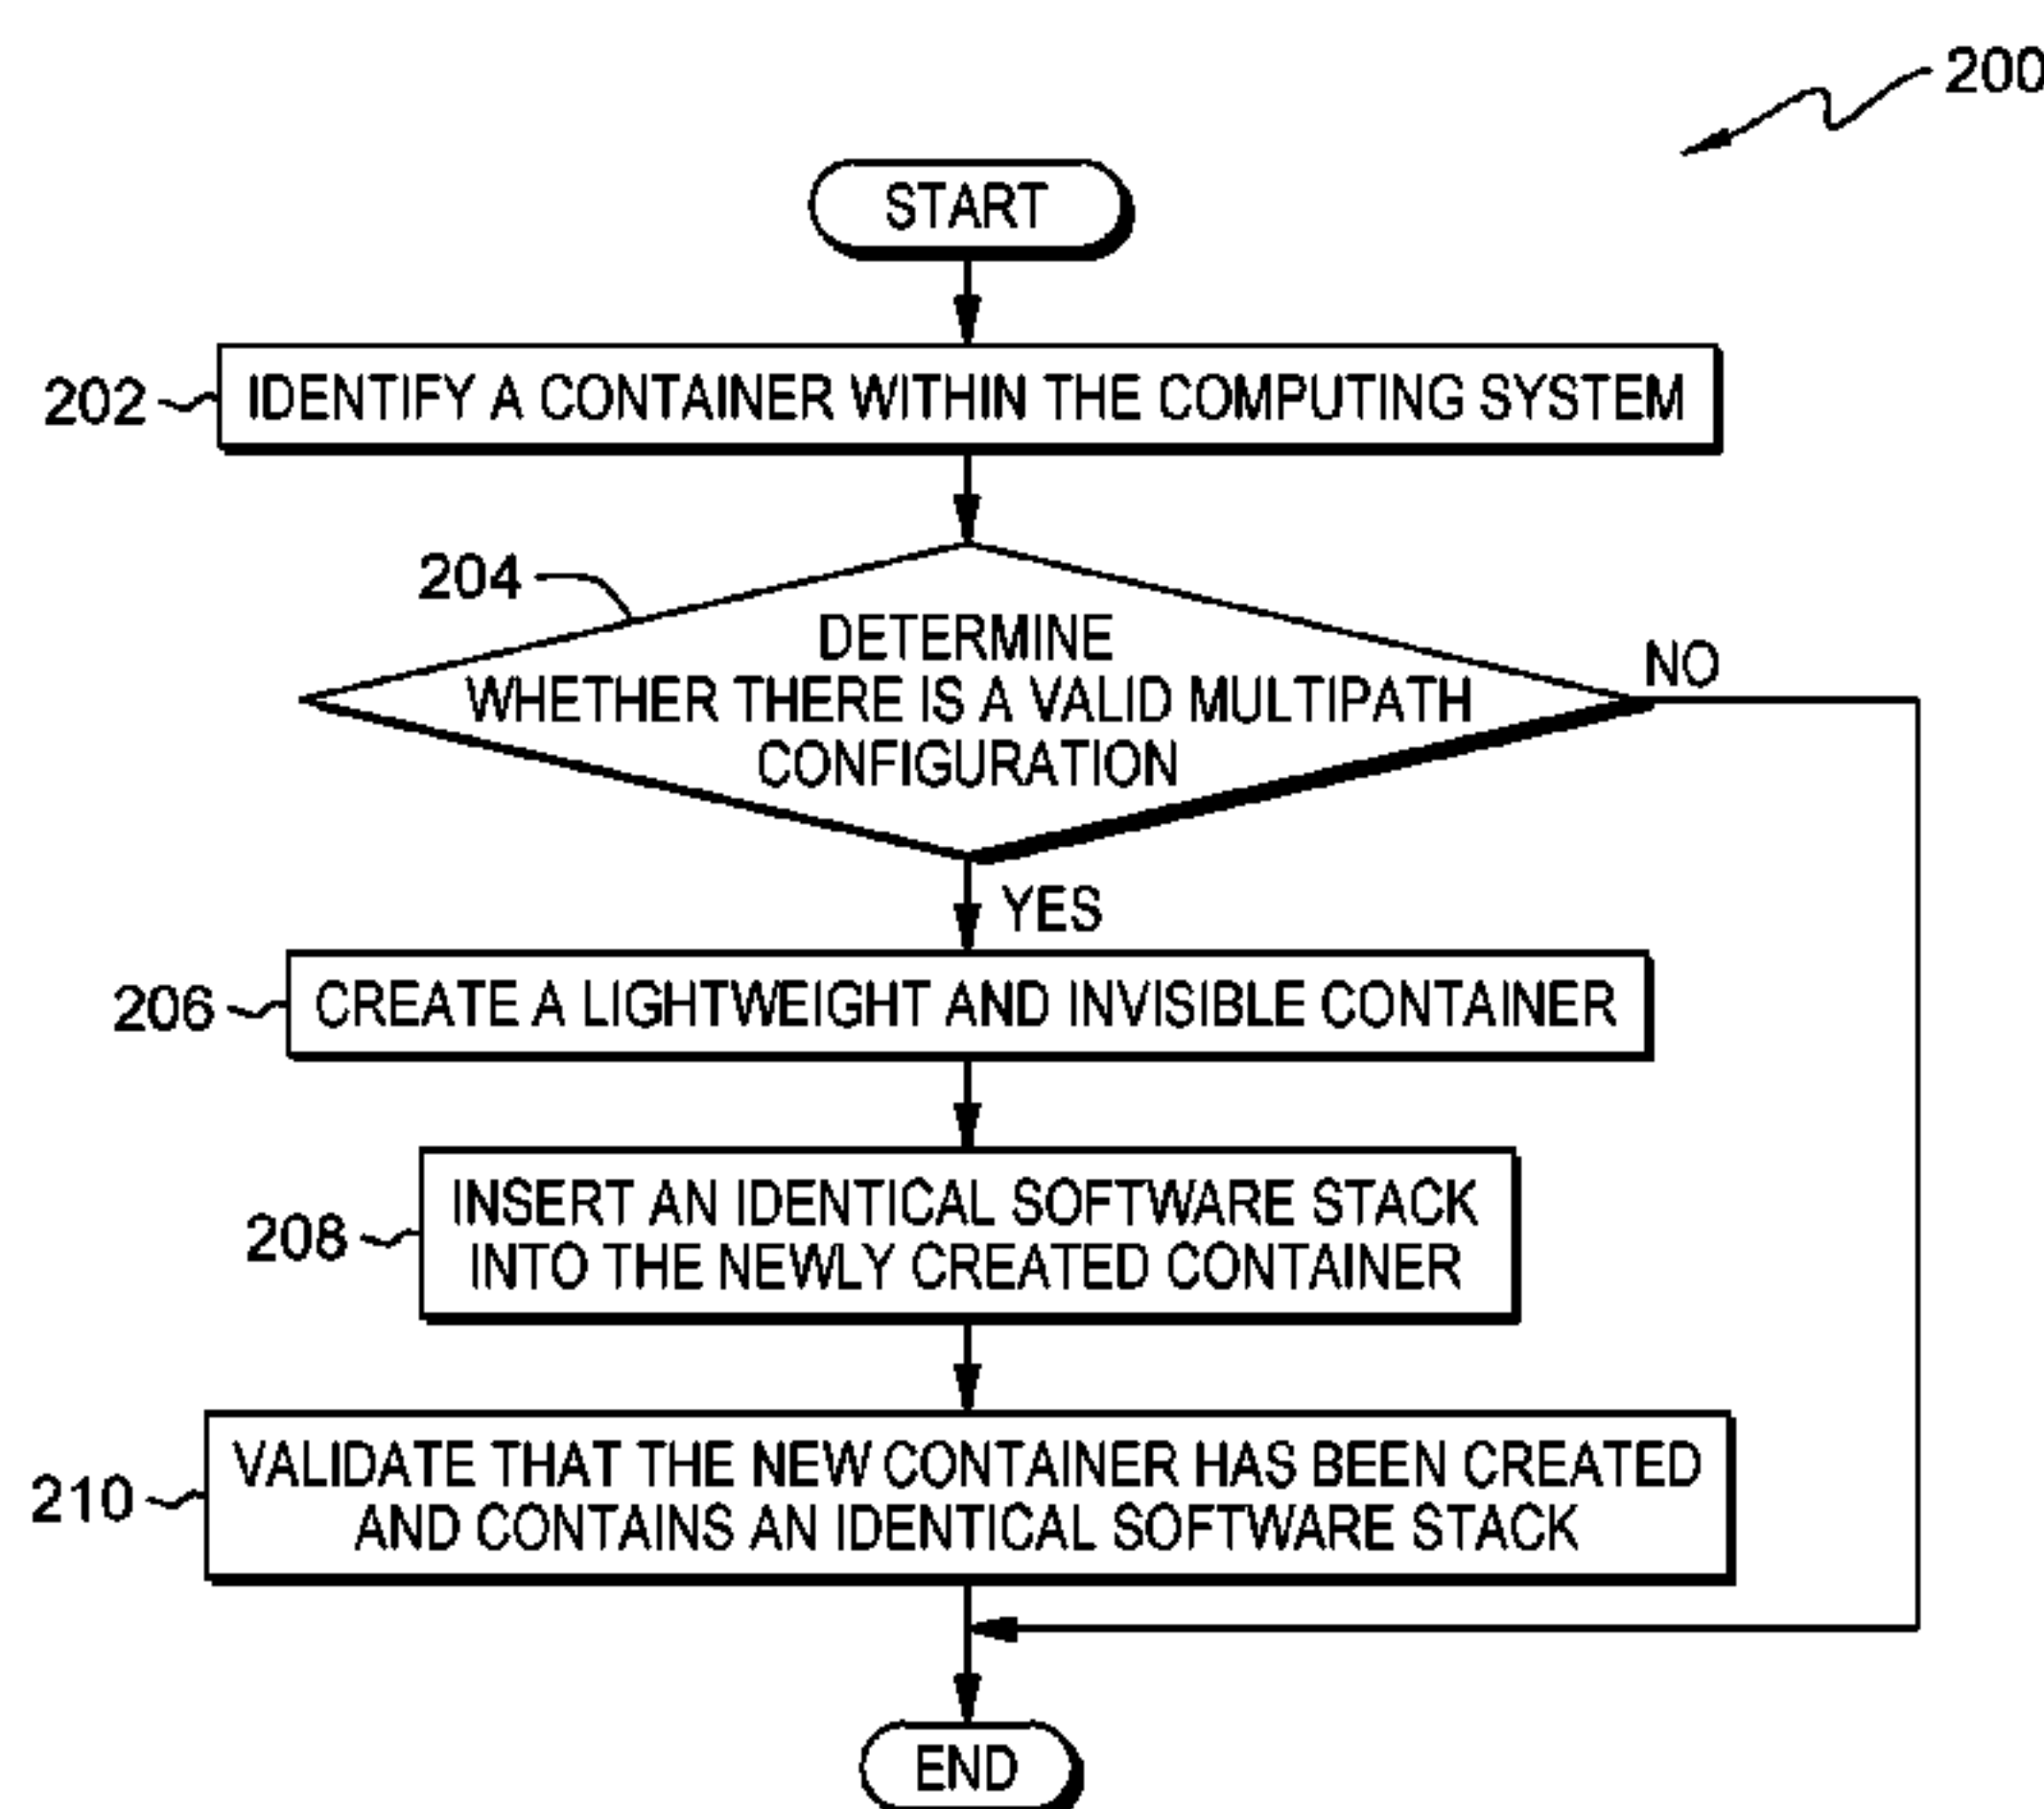 200
START
202
IDENTIFY A CONTAINER WITHIN THE COMPUTING SYSTEM
204
DETERMINE
WHETHER THERE IS A VALID MULTIPATH
CONFIGURATION
NO
YES
206
CREATE A LIGHTWEIGHT AND INVISIBLE CONTAINER
208
INSERT AN IDENTICAL SOFTWARE STACK
INTO THE NEWLY CREATED CONTAINER
210
VALIDATE THAT THE NEW CONTAINER HAS BEEN CREATED
AND CONTAINS AN IDENTICAL SOFTWARE STACK
END